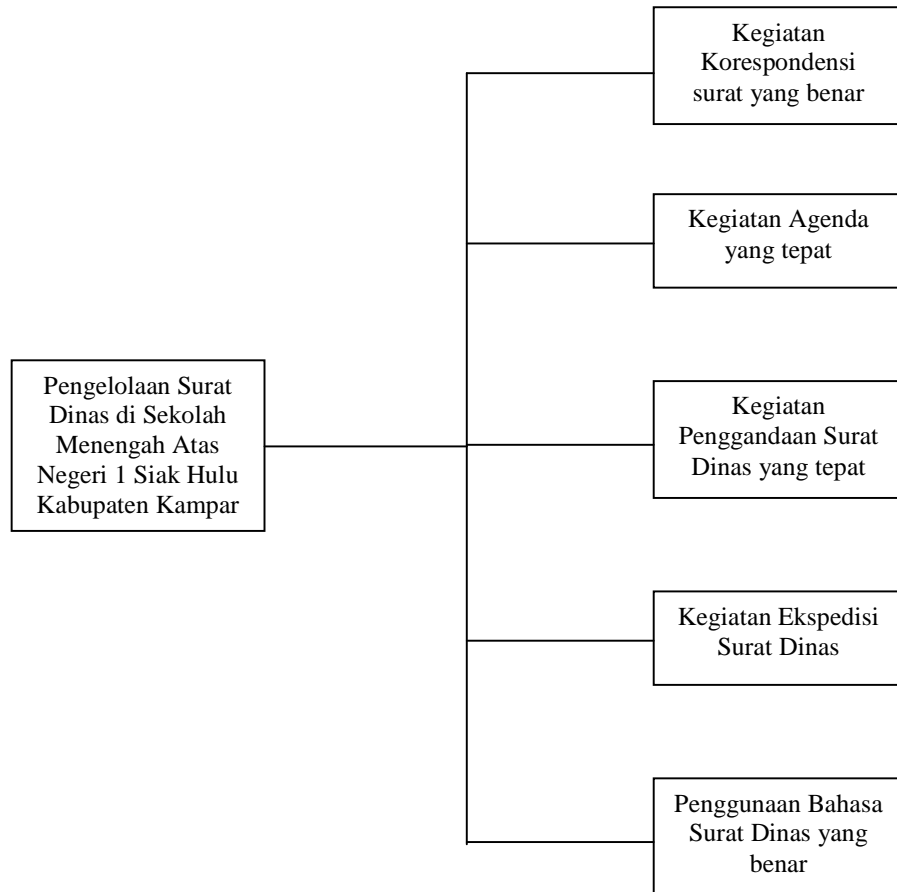 Kegiatan
Korespondensi
surat yang benar
Kegiatan Agenda
yang tepat
Pengelolaan Surat
Dinas di Sekolah
Menengah Atas
Negeri 1 Siak Hulu
Kabupaten Kampar
Kegiatan
Penggandaan Surat
Dinas yang tepat
Kegiatan Ekspedisi
Surat Dinas
Penggunaan Bahasa
Surat Dinas yang
benar